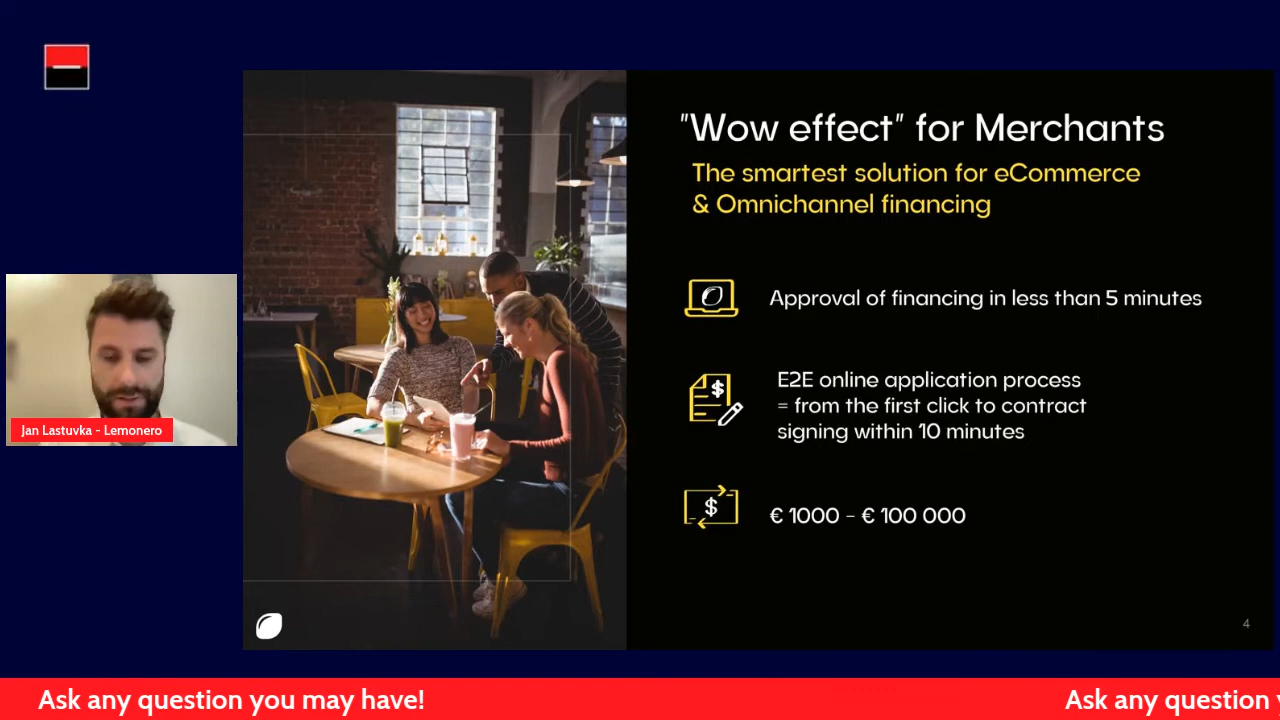 "Wow effect" for Merchants
The smartest solution for eCommerce
& Omnichannel financing
Approval of financing in less than 5 minutes
$
E2E online application process
= from the first click to contract
signing within 10 minutes
$
€ 1000 - € 100 000
Jan Lastuvka - Lemonero
4
Ask any question you may have!
Ask any question